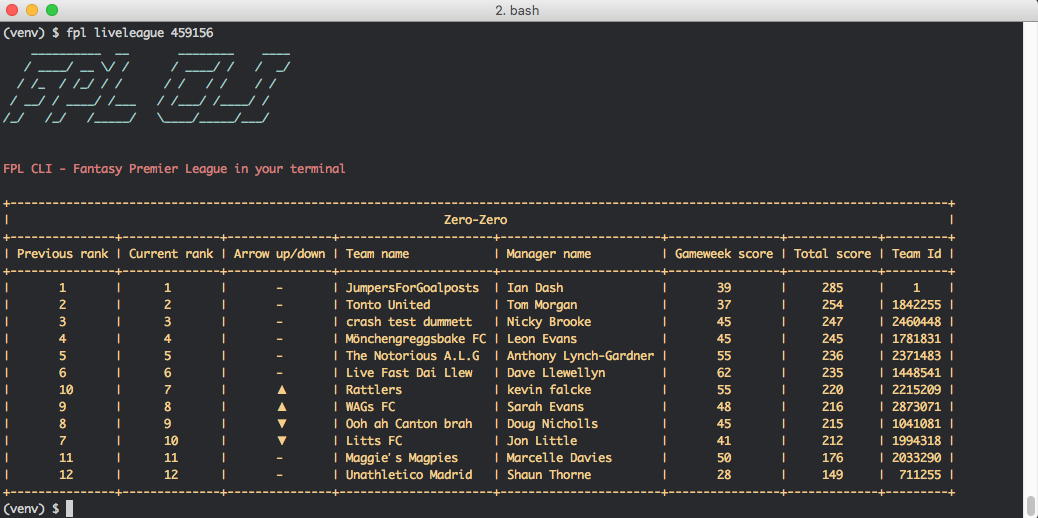 2. bash
(venv) $ fpl liveleague 459156
FPL CLI
FPL CLI - Fantasy Premier League in your terminal
Zero-Zero
| Previous rank | Current rank | Arrow up/down | Team name | Manager name | Gameweek score | Total score | Team Id |
| 1 | 1 | - | JumpersForGoalposts | Ian Dash | 39 | 285 | 1 |
| 2 | 2 | - | Tonto United | Tom Morgan | 37 | 254 | 1842255 |
| 3 | 3 | - | crash test dummett | Nicky Brooke | 45 | 247 | 2460448 |
| 4 | 4 | - | Mönchengreggsbake FC | Leon Evans | 45 | 245 | 1781831 |
| 5 | 5 | - | The Notorious A.L.G | Anthony Lynch-Gardner | 55 | 236 | 2371483 |
| 6 | 6 | - | Live Fast Dai Llew | Dave Llewellyn | 62 | 235 | 1448541 |
| 10 | 7 | ▲ | Rattlers | kevin falcke | 55 | 220 | 2215209 |
| 9 | 8 | ▲ | WAGs FC | Sarah Evans | 48 | 216 | 2873071 |
| 8 | 9 | ▼ | Ooh ah Canton brah | Doug Nicholls | 45 | 215 | 1041081 |
| 7 | 10 | ▼ | Litts FC | Jon Little | 41 | 212 | 1994318 |
| 11 | 11 | - | Maggie's Magpies | Marcelle Davies | 50 | 176 | 2033290 |
| 12 | 12 | - | Unathletico Madrid | Shaun Thorne | 28 | 149 | 711255 |
(venv) $